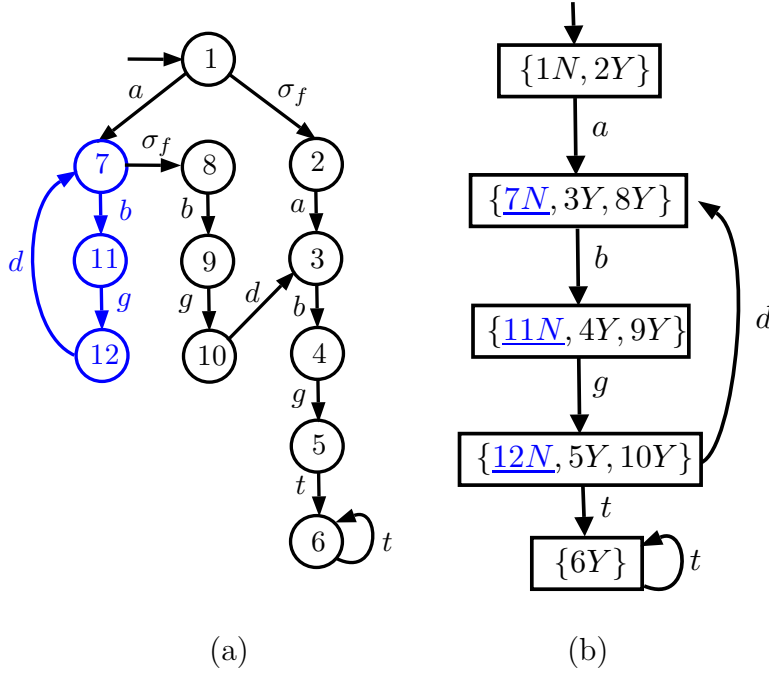 1
a
σ_f
7
σ_f
8
2
b
b
a
d
11
9
3
g
g
d
b
12
10
4
g
5
t
6
t
(a)
{1N, 2Y}
a
{7N, 3Y, 8Y}
b
{11N, 4Y, 9Y}
d
g
{12N, 5Y, 10Y}
t
{6Y}
t
(b)